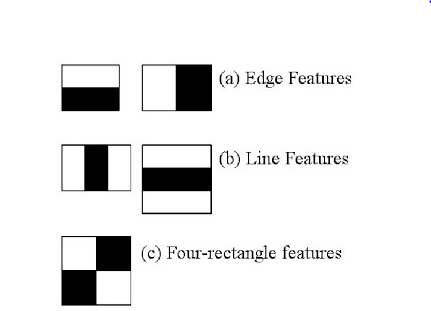 (a) Edge Features
(b) Line Features
(c) Four-rectangle features